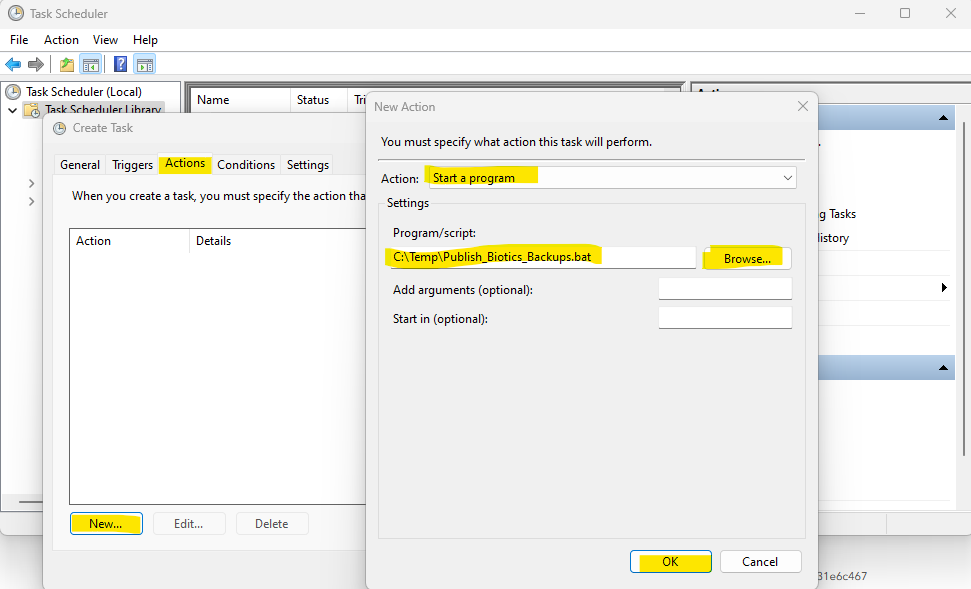 Task Scheduler
File Action View Help
Task Scheduler (Local)
Task Scheduler Library
Name Status
Create Task
General Triggers Actions Conditions Settings
When you create a task, you must specify the action
Action Details
New... Edit... Delete
New Action
You must specify what action this task will perform.
Action: Start a program
Settings
Program/script:
C:\Temp\Publish_Biotics_Backups.bat Browse...
Add arguments (optional):
Start in (optional):
OK Cancel
g Tasks
History
31e6c467